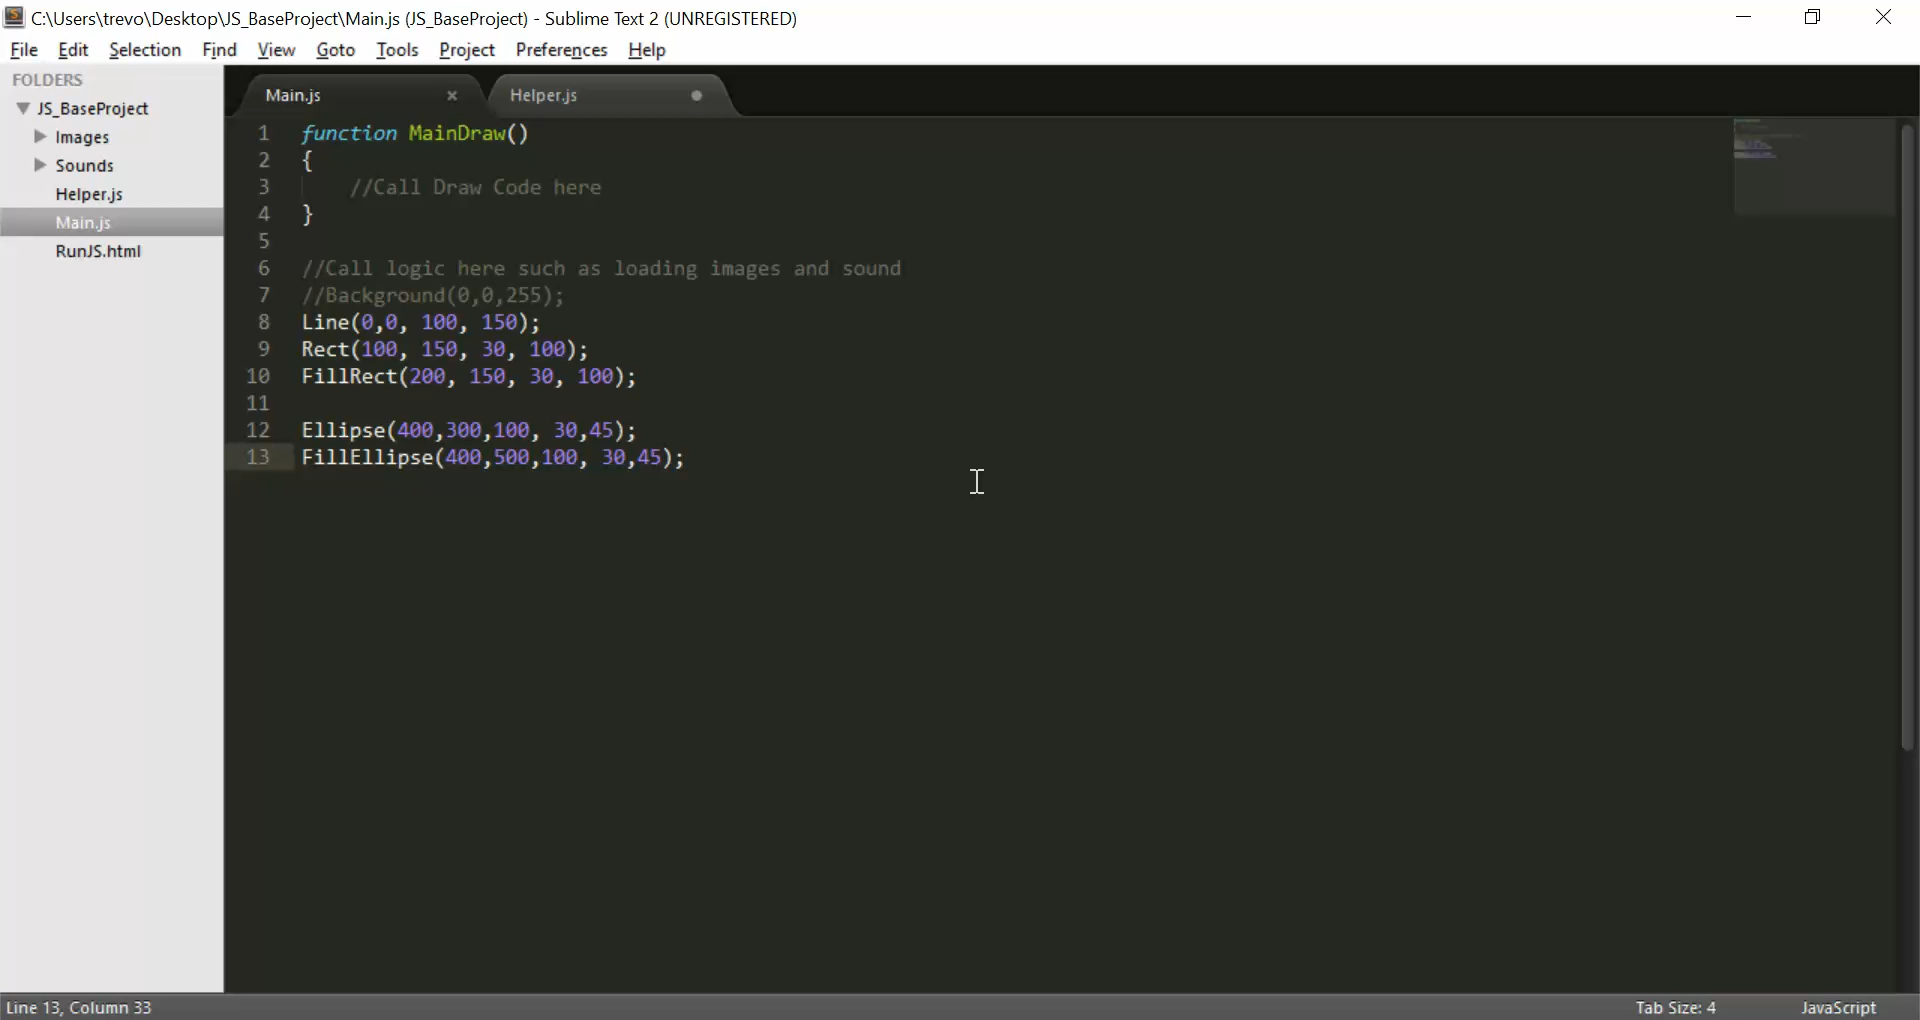 C:\Users\trevo\Desktop\JS_BaseProject\Main.js (JS_BaseProject) - Sublime Text 2 (UNREGISTERED)
File Edit Selection Find View Goto Tools Project Preferences Help
FOLDERS
JS_BaseProject
Images
Sounds
Helper.js
Main.js
RunJS.html
Main.js Helper.js
1 function MainDraw()
2 {
3 //Call Draw Code here
4 }
5
6 //Call logic here such as loading images and sound
7 //Background(0,0,255);
8 Line(0,0, 100, 150);
9 Rect(100, 150, 30, 100);
10 FillRect(200, 150, 30, 100);
11
12 Ellipse(400,300,100, 30,45);
13 FillEllipse(400,500,100, 30,45);
Line 13, Column 33 Tab Size: 4 JavaScript